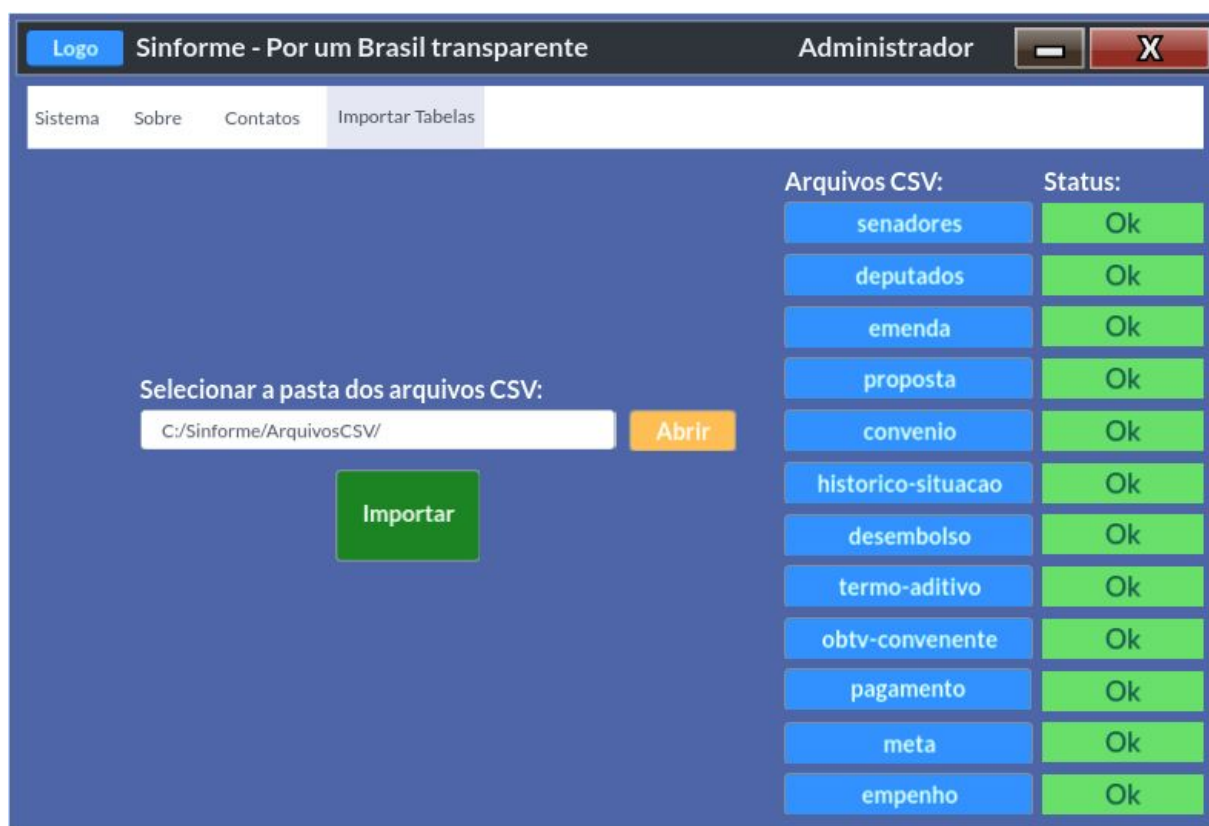 Logo Sinforme - Por um Brasil transparente Administrador X
Sistema Sobre Contatos Importar Tabelas
Selecionar a pasta dos arquivos CSV:
C:/Sinforme/ArquivosCSV/ Abrir
Importar
Arquivos CSV: Status:
senadores Ok
deputados Ok
emenda Ok
proposta Ok
convenio Ok
historico-situacao Ok
desembolso Ok
termo-aditivo Ok
obtv-convenente Ok
pagamento Ok
meta Ok
empenho Ok